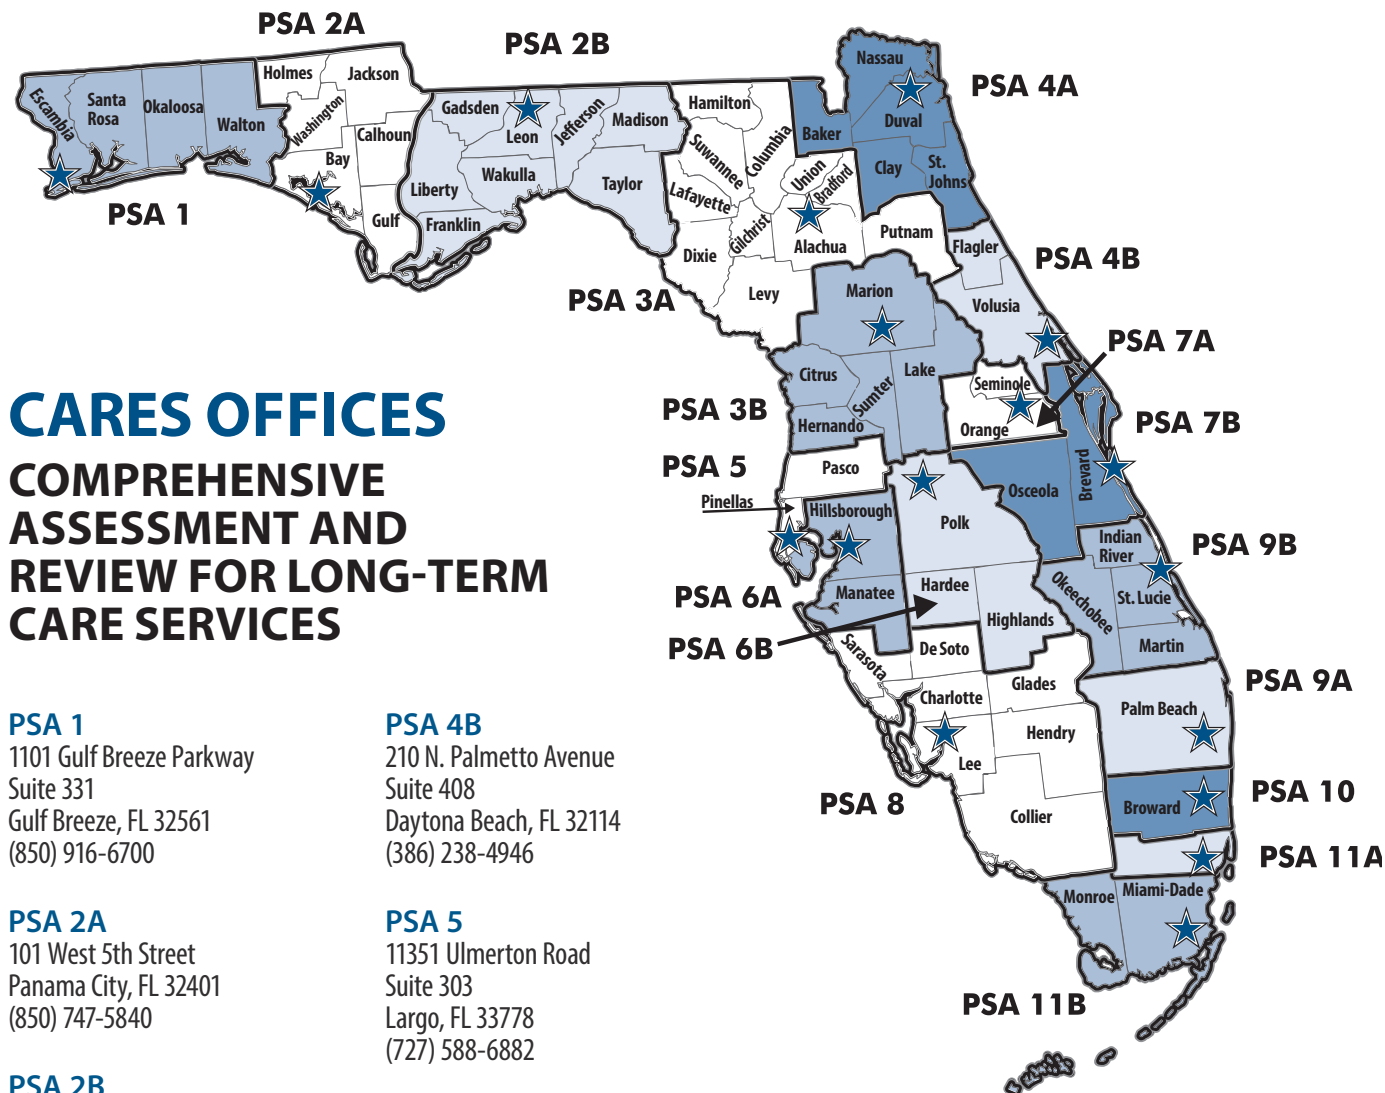 PSA 2A
PSA 2B
PSA 4A
PSA 1
PSA 3A
PSA 4B
PSA 7A
PSA 3B
PSA 7B
PSA 5
PSA 9B
PSA 6A
PSA 6B
PSA 9A
PSA 8
PSA 10
PSA 11A
PSA 11B
Escambia
Santa
Rosa
Okaloosa
Walton
Holmes
Jackson
Washington
Calhoun
Bay
Gulf
Gadsden
Leon
Jefferson
Madison
Liberty
Wakulla
Franklin
Taylor
Hamilton
Suwannee
Columbia
Lafayette
Gilchrist
Union
Bradford
Alachua
Dixie
Levy
Putnam
Nassau
Baker
Duval
Clay
St.
Johns
Flagler
Volusia
Marion
Citrus
Sumter
Lake
Hernando
Seminole
Orange
Pasco
Pinellas
Hillsborough
Polk
Osceola
Brevard
Manatee
Hardee
Highlands
Indian
River
Okeechobee
St. Lucie
Martin
Sarasota
De Soto
Charlotte
Glades
Lee
Hendry
Collier
Palm Beach
Broward
Monroe
Miami-Dade
CARES OFFICES
COMPREHENSIVE
ASSESSMENT AND
REVIEW FOR LONG-TERM
CARE SERVICES
PSA 1
1101 Gulf Breeze Parkway
Suite 331
Gulf Breeze, FL 32561
(850) 916-6700
PSA 2A
101 West 5th Street
Panama City, FL 32401
(850) 747-5840
PSA 2B
PSA 4B
210 N. Palmetto Avenue
Suite 408
Daytona Beach, FL 32114
(386) 238-4946
PSA 5
11351 Ulmerton Road
Suite 303
Largo, FL 33778
(727) 588-6882